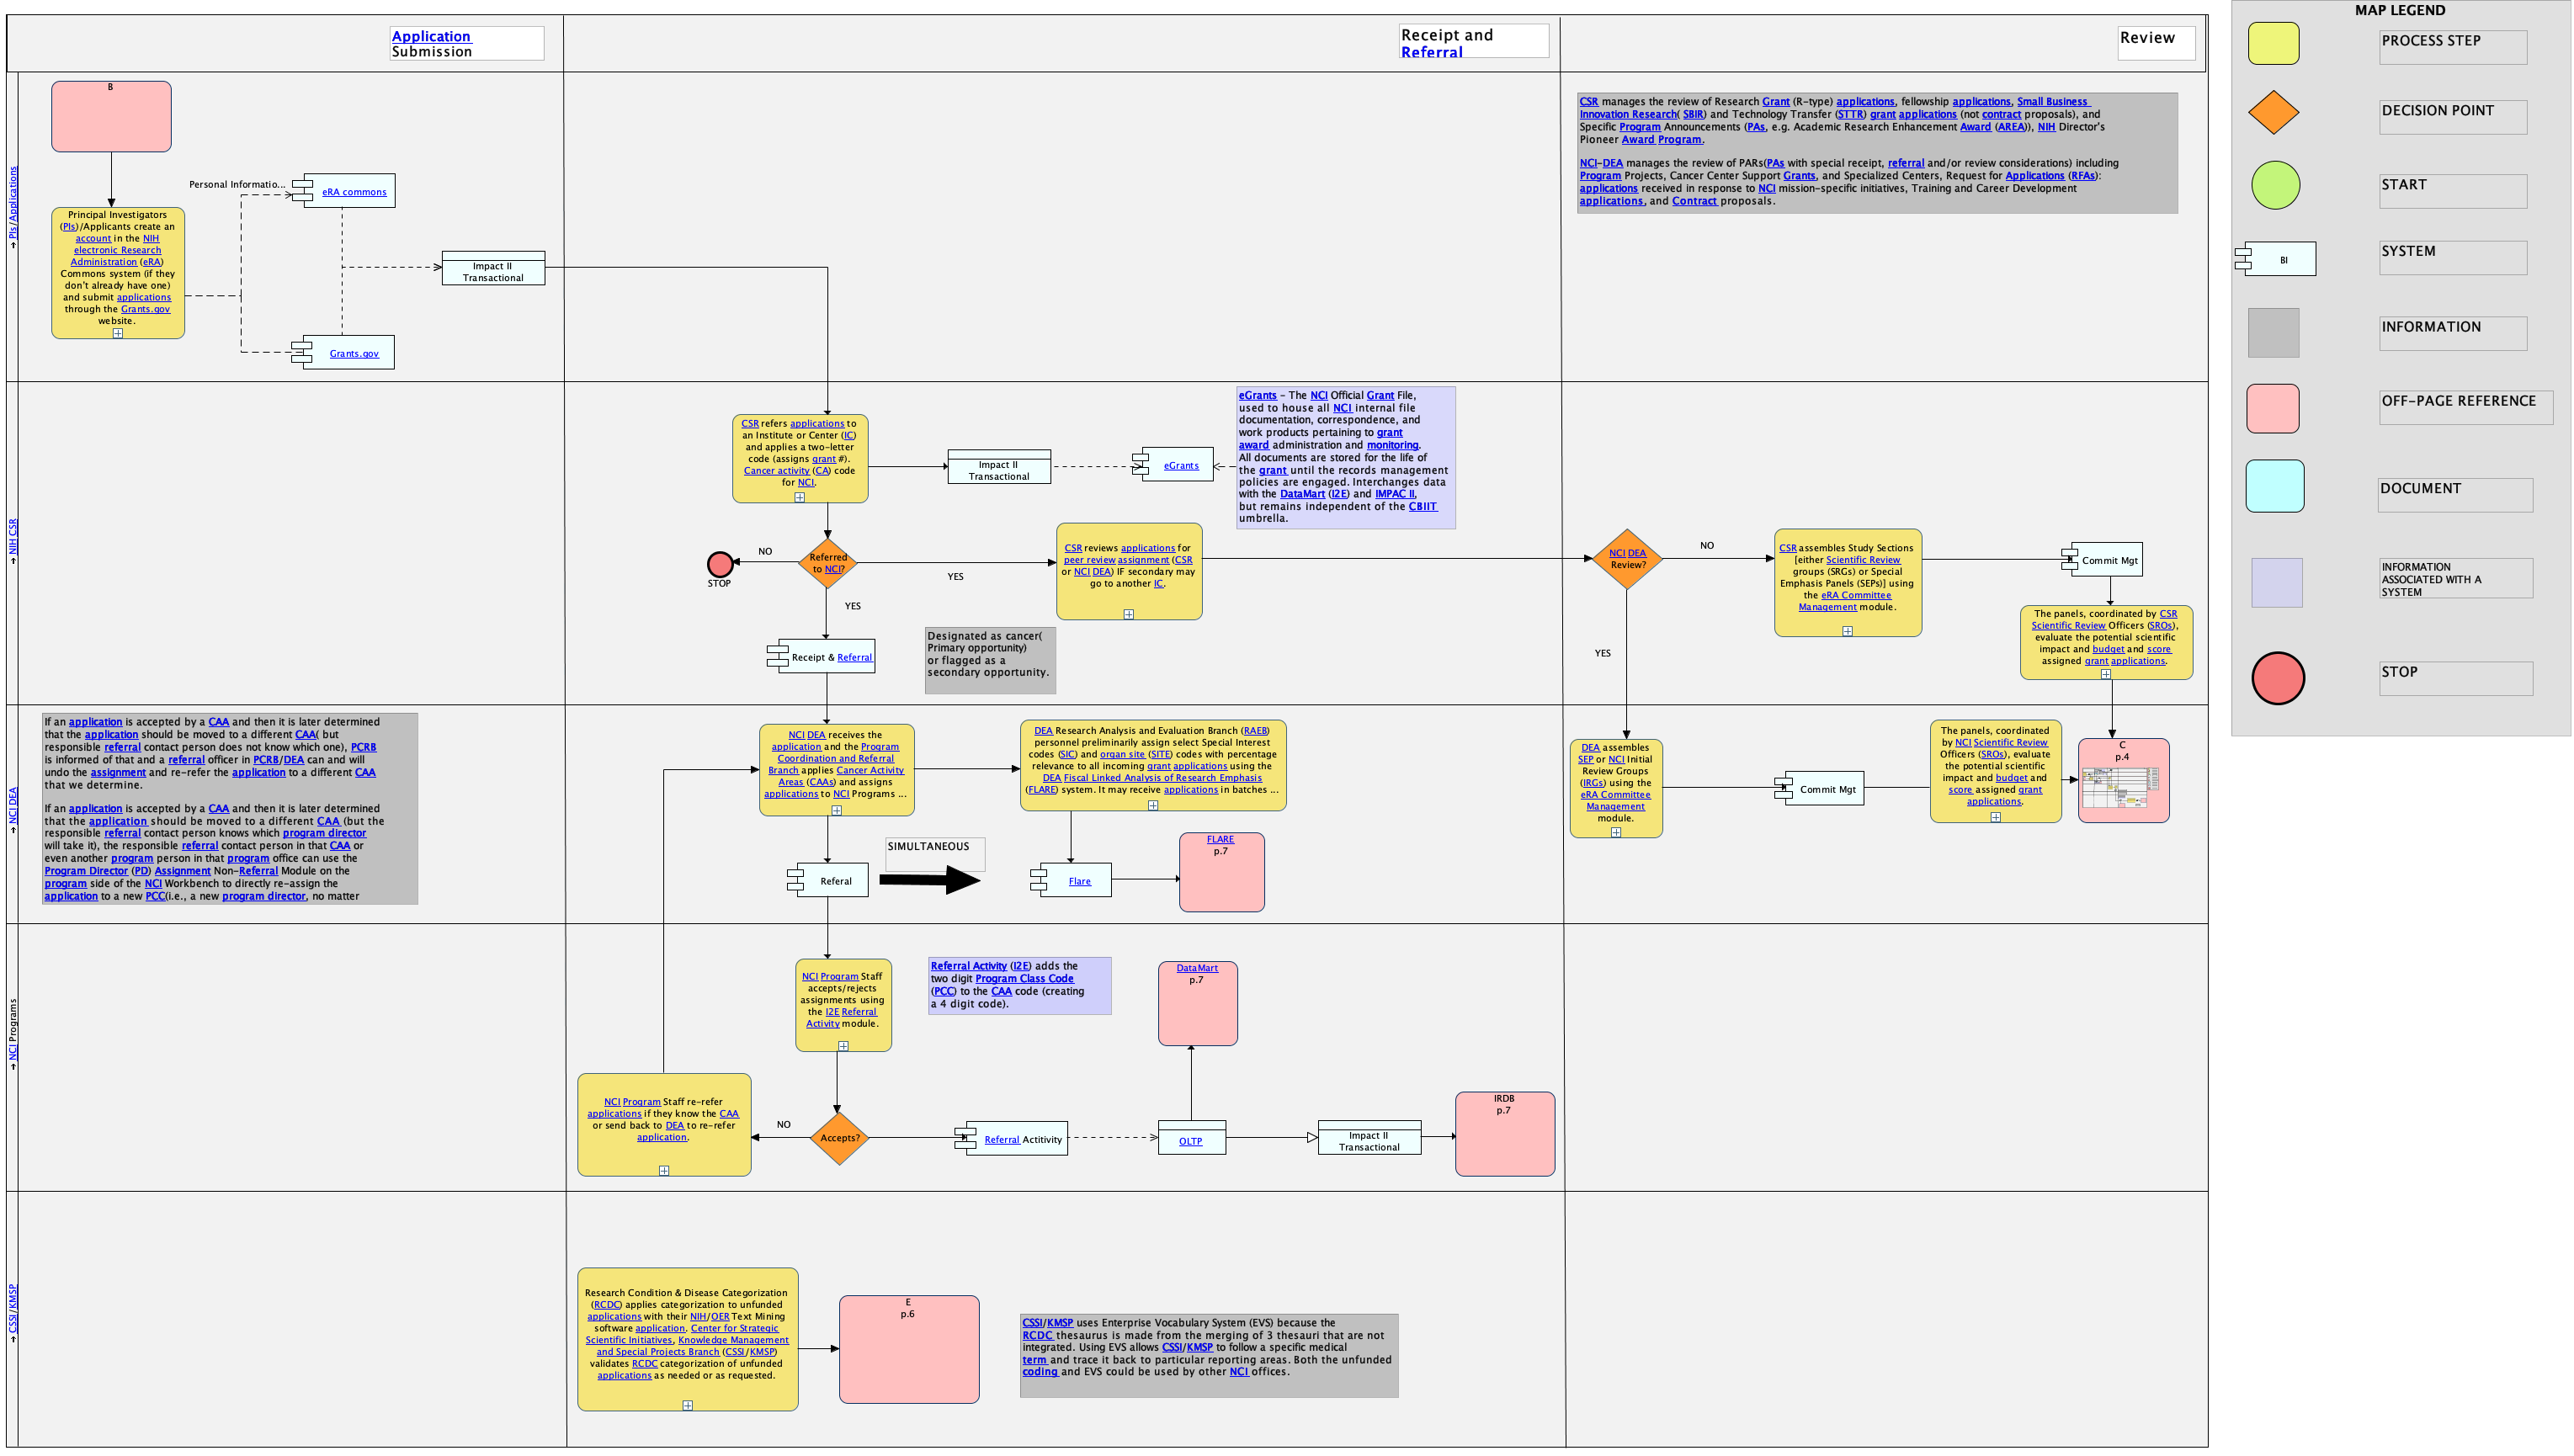 Application
Submission
Receipt and
Referral
Review
PIs/Applications
B
Principal Investigators
(PIs)/Applicants create an
account in the NIH
electronic Research
Administration (eRA)
Commons system (if they
don't already have one)
and submit applications
through the Grants.gov
website.
Personal Informatio...
eRA commons
Grants.gov
Impact II
Transactional
CSR manages the review of Research Grant (R-type) applications, fellowship applications, Small Business
Innovation Research( SBIR) and Technology Transfer (STTR) grant applications (not contract proposals), and
Specific Program Announcements (PAs, e.g. Academic Research Enhancement Award (AREA)), NIH Director's
Pioneer Award Program.
NCI-DEA manages the review of PARs(PAs with special receipt, referral and/or review considerations) including
Program Projects, Cancer Center Support Grants, and Specialized Centers, Request for Applications (RFAs):
applications received in response to NCI mission-specific initiatives, Training and Career Development
applications, and Contract proposals.
NIH CSR
CSR refers applications to
an Institute or Center (IC)
and applies a two-letter
code (assigns grant #).
Cancer activity (CA) code
for NCI.
Impact II
Transactional
eGrants
eGrants - The NCI Official Grant File,
used to house all NCI internal file
documentation, correspondence, and
work products pertaining to grant
award administration and monitoring.
All documents are stored for the life of
the grant until the records management
policies are engaged. Interchanges data
with the DataMart (I2E) and IMPAC II,
but remains independent of the CBIIT
umbrella.
STOP
NO
Referred
to NCI?
YES
YES
CSR reviews applications for
peer review assignment (CSR
or NCI DEA) IF secondary may
go to another IC.
Receipt & Referral
Designated as cancer(
Primary opportunity)
or flagged as a
secondary opportunity.
NCI DEA
Review?
NO
YES
CSR assembles Study Sections
[either Scientific Review
groups (SRGs) or Special
Emphasis Panels (SEPs)] using
the eRA Committee
Management module.
Commit Mgt
The panels, coordinated by CSR
Scientific Review Officers (SROs),
evaluate the potential scientific
impact and budget and score
assigned grant applications.
NCI DEA
If an application is accepted by a CAA and then it is later determined
that the application should be moved to a different CAA( but
responsible referral contact person does not know which one), PCRB
is informed of that and a referral officer in PCRB/DEA can and will
undo the assignment and re-refer the application to a different CAA
that we determine.
If an application is accepted by a CAA and then it is later determined
that the application should be moved to a different CAA (but the
responsible referral contact person knows which program director
will take it), the responsible referral contact person in that CAA or
even another program person in that program office can use the
Program Director (PD) Assignment Non-Referral Module on the
program side of the NCI Workbench to directly re-assign the
application to a new PCC(i.e., a new program director, no matter
NCI DEA receives the
application and the Program
Coordination and Referral
Branch applies Cancer Activity
Areas (CAAs) and assigns
applications to NCI Programs ...
DEA Research Analysis and Evaluation Branch (RAEB)
personnel preliminarily assign select Special Interest
codes (SIC) and organ site (SITE) codes with percentage
relevance to all incoming grant applications using the
DEA Fiscal Linked Analysis of Research Emphasis
(FLARE) system. It may receive applications in batches ...
Referal
SIMULTANEOUS
Flare
FLARE
p.7
DEA assembles
SEP or NCI Initial
Review Groups
(IRGs) using the
eRA Committee
Management
module.
Commit Mgt
The panels, coordinated
by NCI Scientific Review
Officers (SROs), evaluate
the potential scientific
impact and budget and
score assigned grant
applications.
C
p.4
NCI Programs
NCI Program Staff
accepts/rejects
assignments using
the I2E Referral
Activity module.
Referral Activity (I2E) adds the
two digit Program Class Code
(PCC) to the CAA code (creating
a 4 digit code).
DataMart
p.7
NCI Program Staff re-refer
applications if they know the CAA
or send back to DEA to re-refer
application.
NO
Accepts?
Referral Actitivity
OLTP
Impact II
Transactional
IRDB
p.7
CSSI/KMSP
Research Condition & Disease Categorization
(RCDC) applies categorization to unfunded
applications with their NIH/OER Text Mining
software application. Center for Strategic
Scientific Initiatives, Knowledge Management
and Special Projects Branch (CSSI/KMSP)
validates RCDC categorization of unfunded
applications as needed or as requested.
E
p.6
CSSI/KMSP uses Enterprise Vocabulary System (EVS) because the
RCDC thesaurus is made from the merging of 3 thesauri that are not
integrated. Using EVS allows CSSI/KMSP to follow a specific medical
term and trace it back to particular reporting areas. Both the unfunded
coding and EVS could be used by other NCI offices.
MAP LEGEND
PROCESS STEP
DECISION POINT
START
BI
SYSTEM
INFORMATION
OFF-PAGE REFERENCE
DOCUMENT
INFORMATION
ASSOCIATED WITH A
SYSTEM
STOP